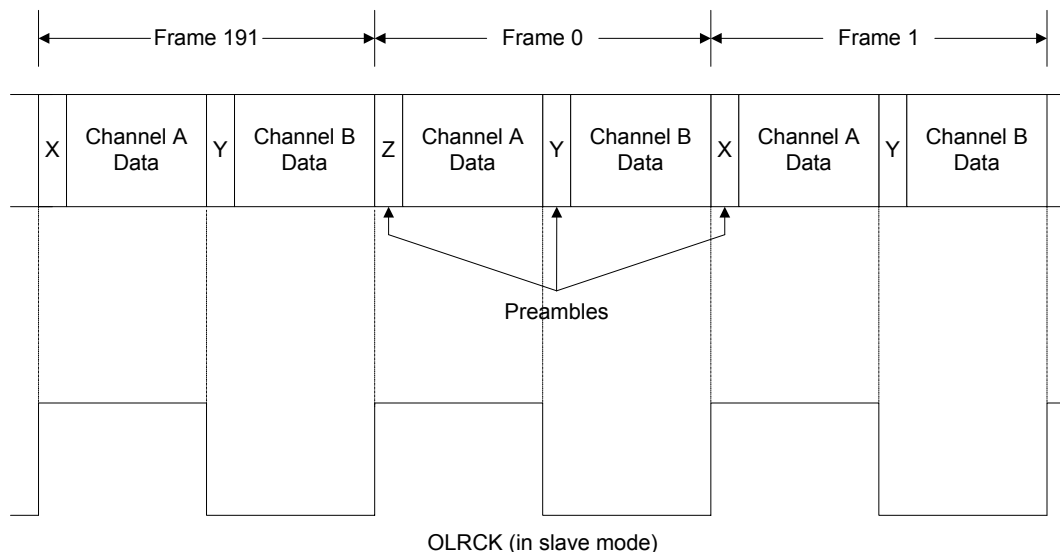 Frame 191 Frame 0 Frame 1
X Channel A Data Y Channel B Data Z Channel A Data Y Channel B Data X Channel A Data Y Channel B Data
Preambles
OLRCK (in slave mode)